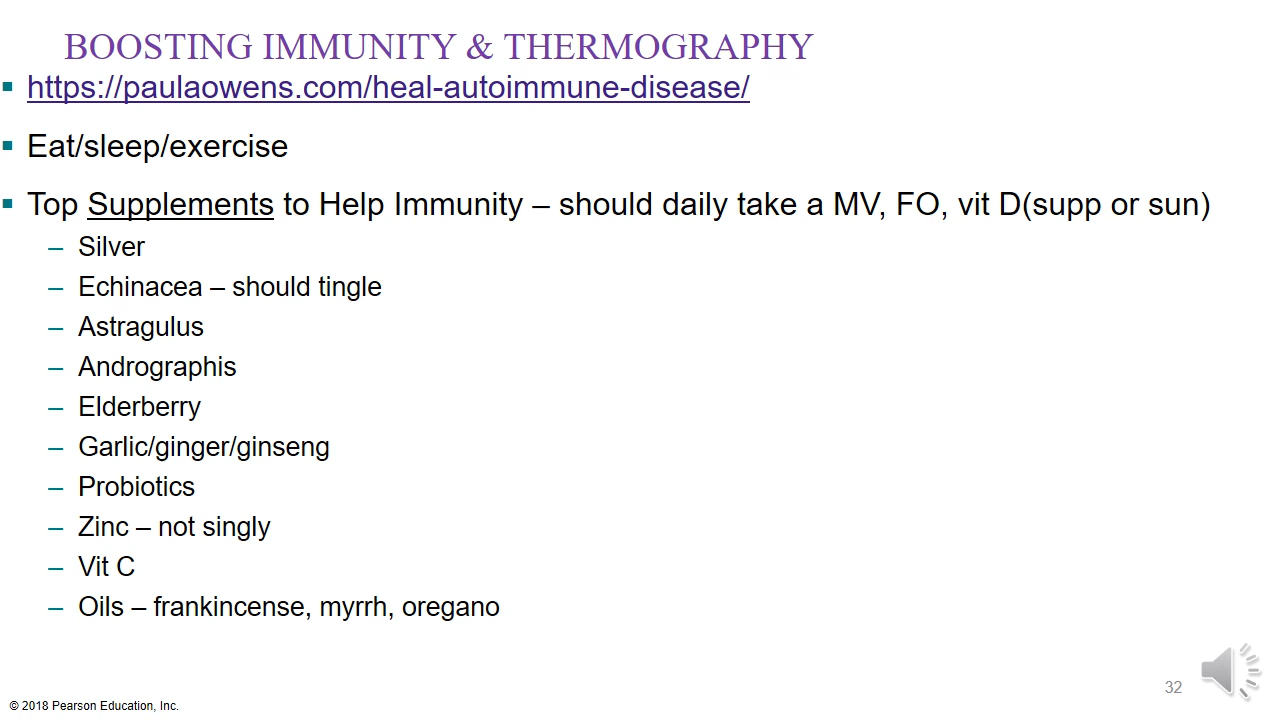 BOOSTING IMMUNITY & THERMOGRAPHY
https://paulaowens.com/heal-autoimmune-disease/
Eat/sleep/exercise
Top Supplements to Help Immunity – should daily take a MV, FO, vit D(supp or sun)
– Silver
– Echinacea – should tingle
– Astragulus
– Andrographis
– Elderberry
– Garlic/ginger/ginseng
– Probiotics
– Zinc – not singly
– Vit C
– Oils – frankincense, myrrh, oregano
32
© 2018 Pearson Education, Inc.